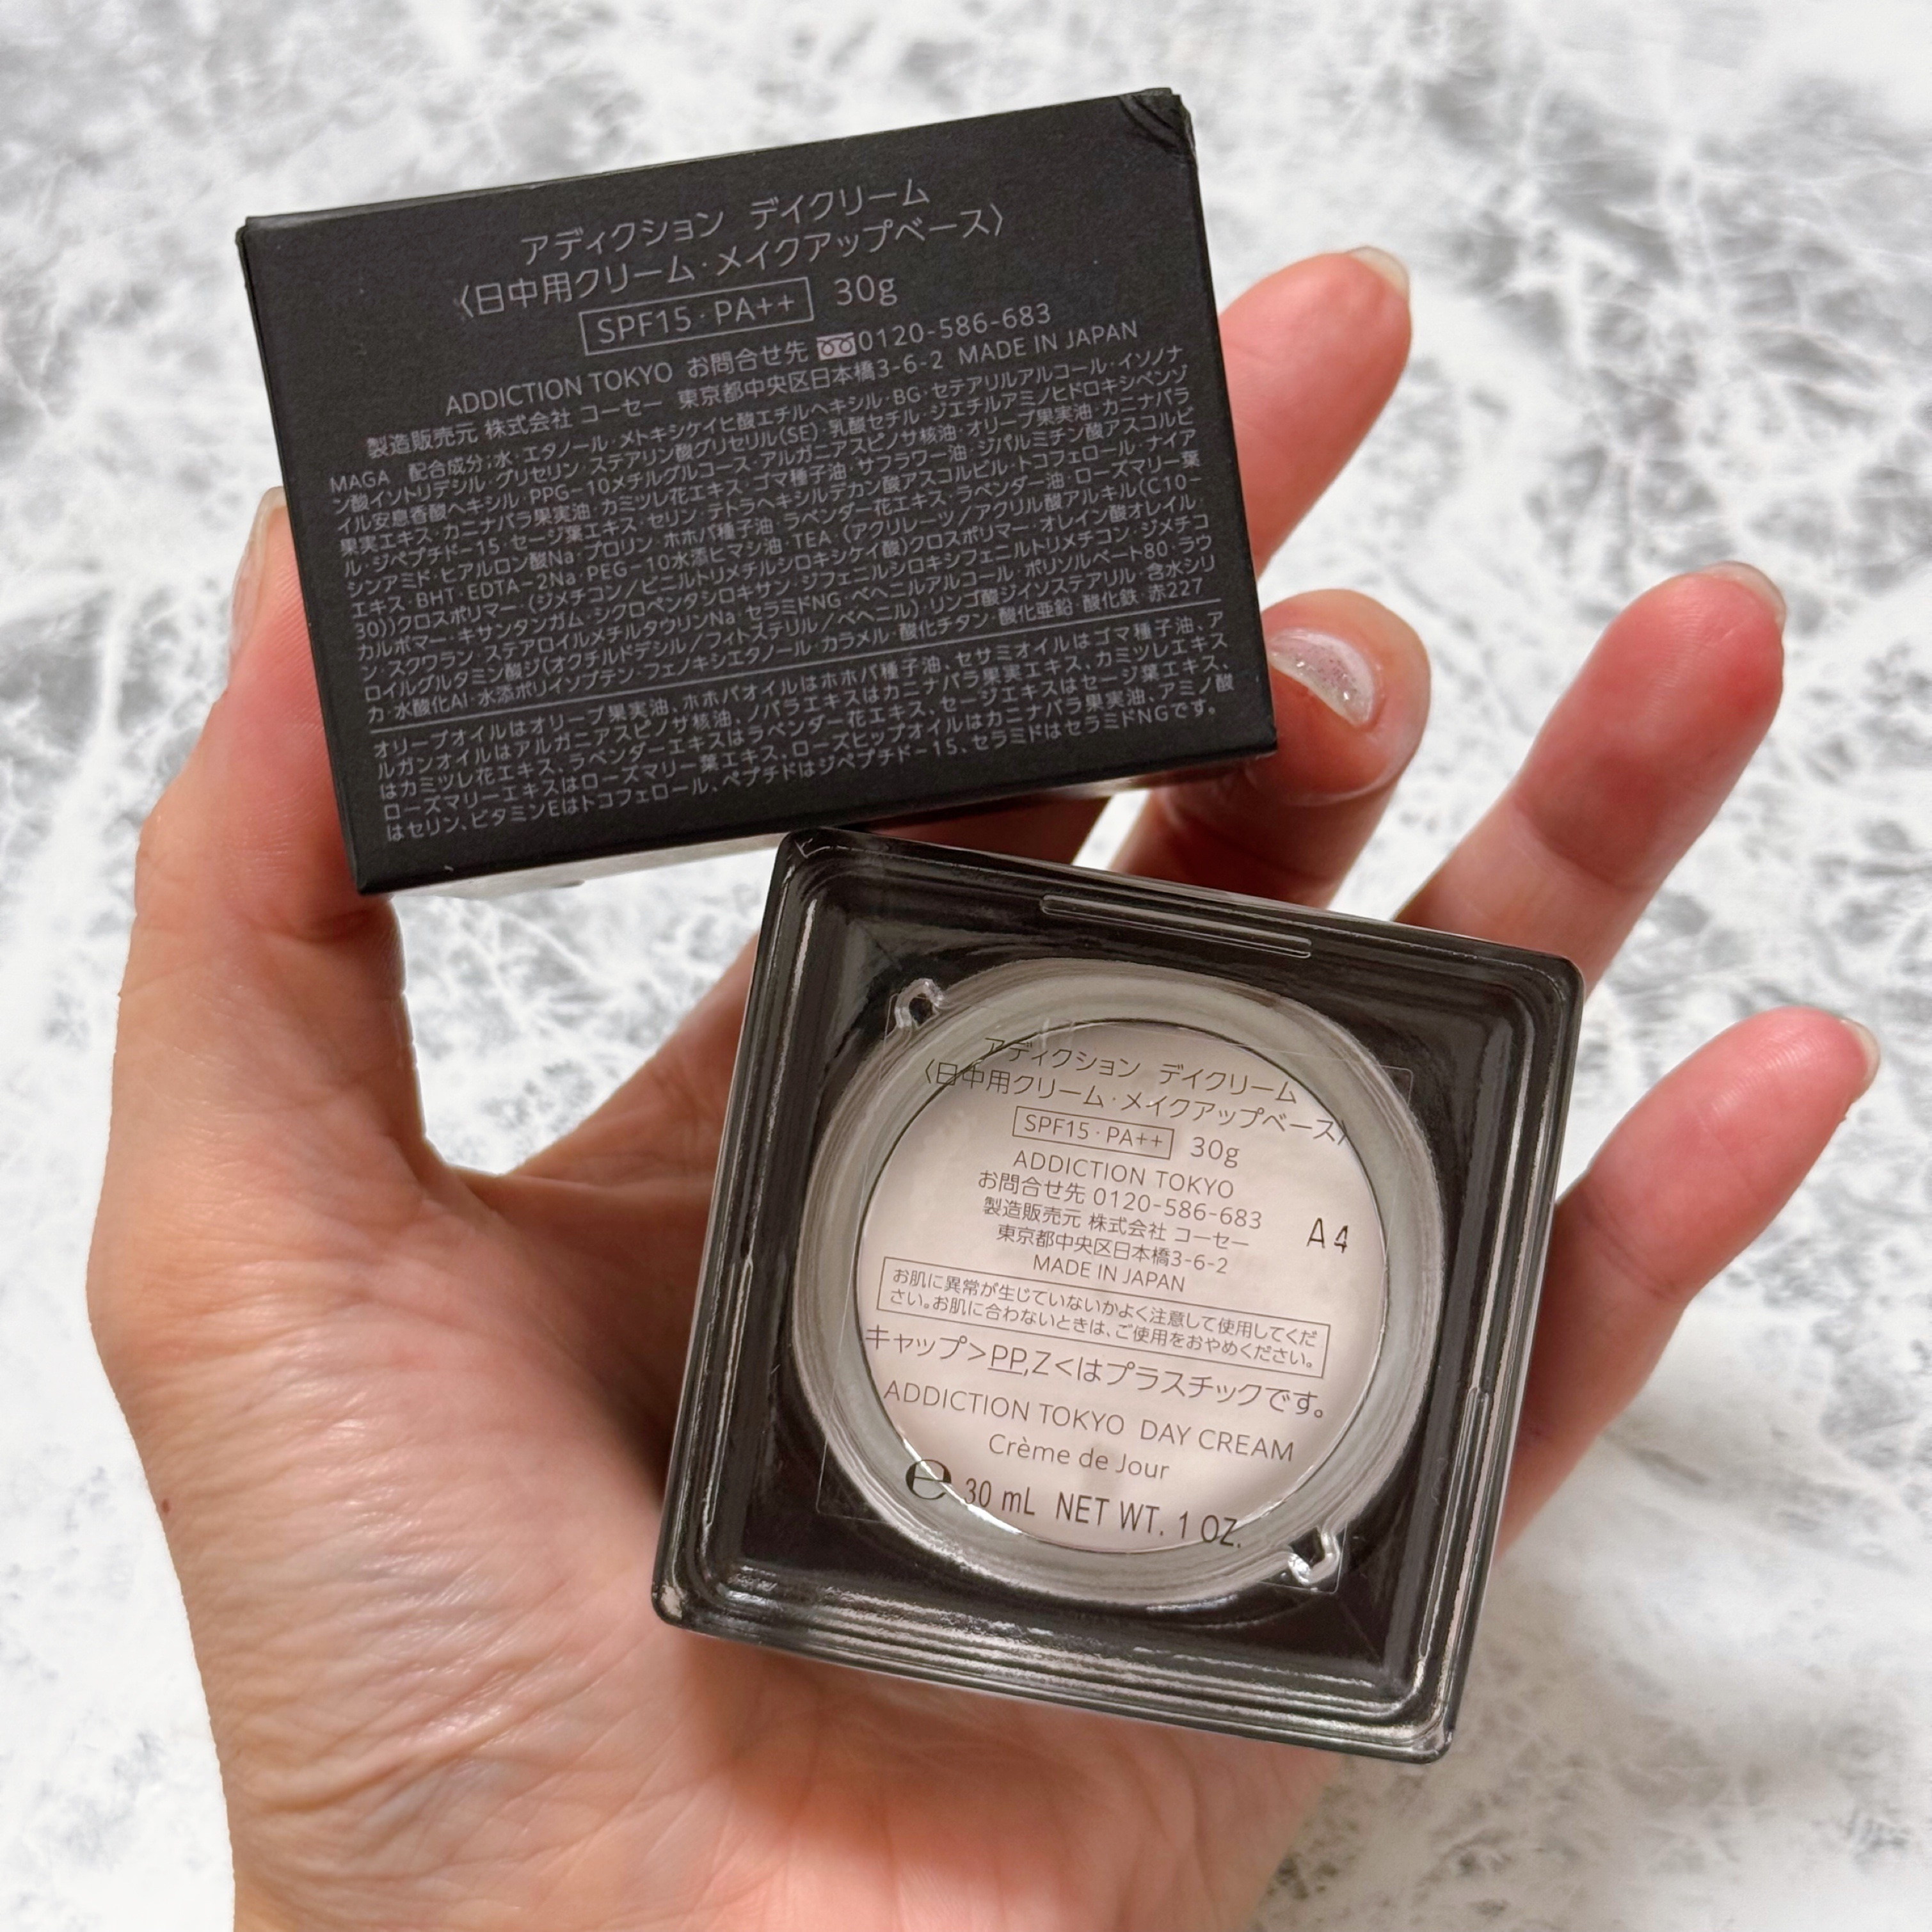 アディクション デイクリーム
〈日中用クリーム・メイクアップベース〉
SPF15・PA++ 30g
ADDICTION TOKYO お問合せ先 0120-586-683
製造販売元 株式会社 コーセー 東京都中央区日本橋3-6-2 MADE IN JAPAN
MAGA 配合成分;水・エタノール・メトキシケイヒ酸エチルヘキシル・BG・セテアリルアルコール・イソノナ
ン酸イソトリデシル・グリセリン・ステアリン酸グリセリル(SE)・乳酸セチル・ジエチルアミノヒドロキシベンゾ
イル安息香酸ヘキシル・PPG-10メチルグルコース・アルガニアスピノサ核油・オリーブ果実油・カニナバラ
果実エキス・カニナバラ果実油・カミツレ花エキス・ゴマ種子油・サフラワー油・ジパルミチン酸アスコルビ
ル・ジペプチド-15・セージ葉エキス・セリン・テトラヘキシルデカン酸アスコルビル・トコフェロール・ナイア
シンアミド・ヒアルロン酸Na・プロリン・ホホバ種子油・ラベンダー花エキス・ラベンダー油・ローズマリー葉
エキス・BHT・EDTA-2Na・PEG-10水添ヒマシ油・TEA・(アクリレーツ/アクリル酸アルキル(C10-
30))クロスポリマー・(ジメチコン/ビニルトリメチルシロキシケイ酸)クロスポリマー・オレイン酸オレイル・
カルボマー・キサンタンガム・シクロペンタシロキサン・ジフェニルシロキシフェニルトリメチコン・ジメチコ
ン・スクワラン・ステアロイルメチルタウリンNa・セラミドNG・ベヘニルアルコール・ポリソルベート80・ラウ
ロイルグルタミン酸ジ(オクチルドデシル/フィトステリル/ベヘニル)・リンゴ酸ジイソステアリル・含水シリ
カ・水酸化Al・水添ポリイソブテン・フェノキシエタノール・カラメル・酸化チタン・酸化亜鉛・酸化鉄・赤227
オリーブオイルはオリーブ果実油、ホホバオイルはホホバ種子油、セサミオイルはゴマ種子油、ア
ルガンオイルはアルガニアスピノサ核油、ノバラエキスはカニナバラ果実エキス、カミツレエキス
はカミツレ花エキス、ラベンダーエキスはラベンダー花エキス、セージエキスはセージ葉エキス、
ローズマリーエキスはローズマリー葉エキス、ローズヒップオイルはカニナバラ果実油、アミノ酸
はセリン、ビタミンEはトコフェロール、ペプチドはジペプチド-15、セラミドはセラミドNGです。
アディクション デイクリーム
〈日中用クリーム・メイクアップベース〉
SPF15・PA++ 30g
ADDICTION TOKYO
お問合せ先 0120-586-683
製造販売元 株式会社 コーセー
東京都中央区日本橋3-6-2
MADE IN JAPAN
A4
お肌に異常が生じていないかよく注意して使用してくだ
さい。お肌に合わないときは、ご使用をおやめください。
キャップ>PP,Z<はプラスチックです。
ADDICTION TOKYO DAY CREAM
Crème de Jour
℮ 30 mL NET WT. 1 OZ.